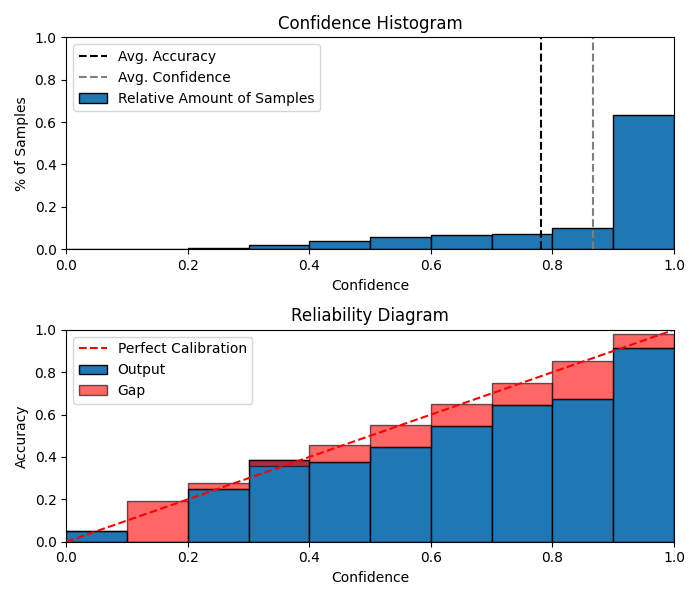 Confidence Histogram
1.0
0.8
0.6
0.4
0.2
0.0
% of Samples
Avg. Accuracy
Avg. Confidence
Relative Amount of Samples
0.0 0.2 0.4 0.6 0.8 1.0
Confidence
Reliability Diagram
1.0
0.8
0.6
0.4
0.2
0.0
Accuracy
Perfect Calibration
Output
Gap
0.0 0.2 0.4 0.6 0.8 1.0
Confidence